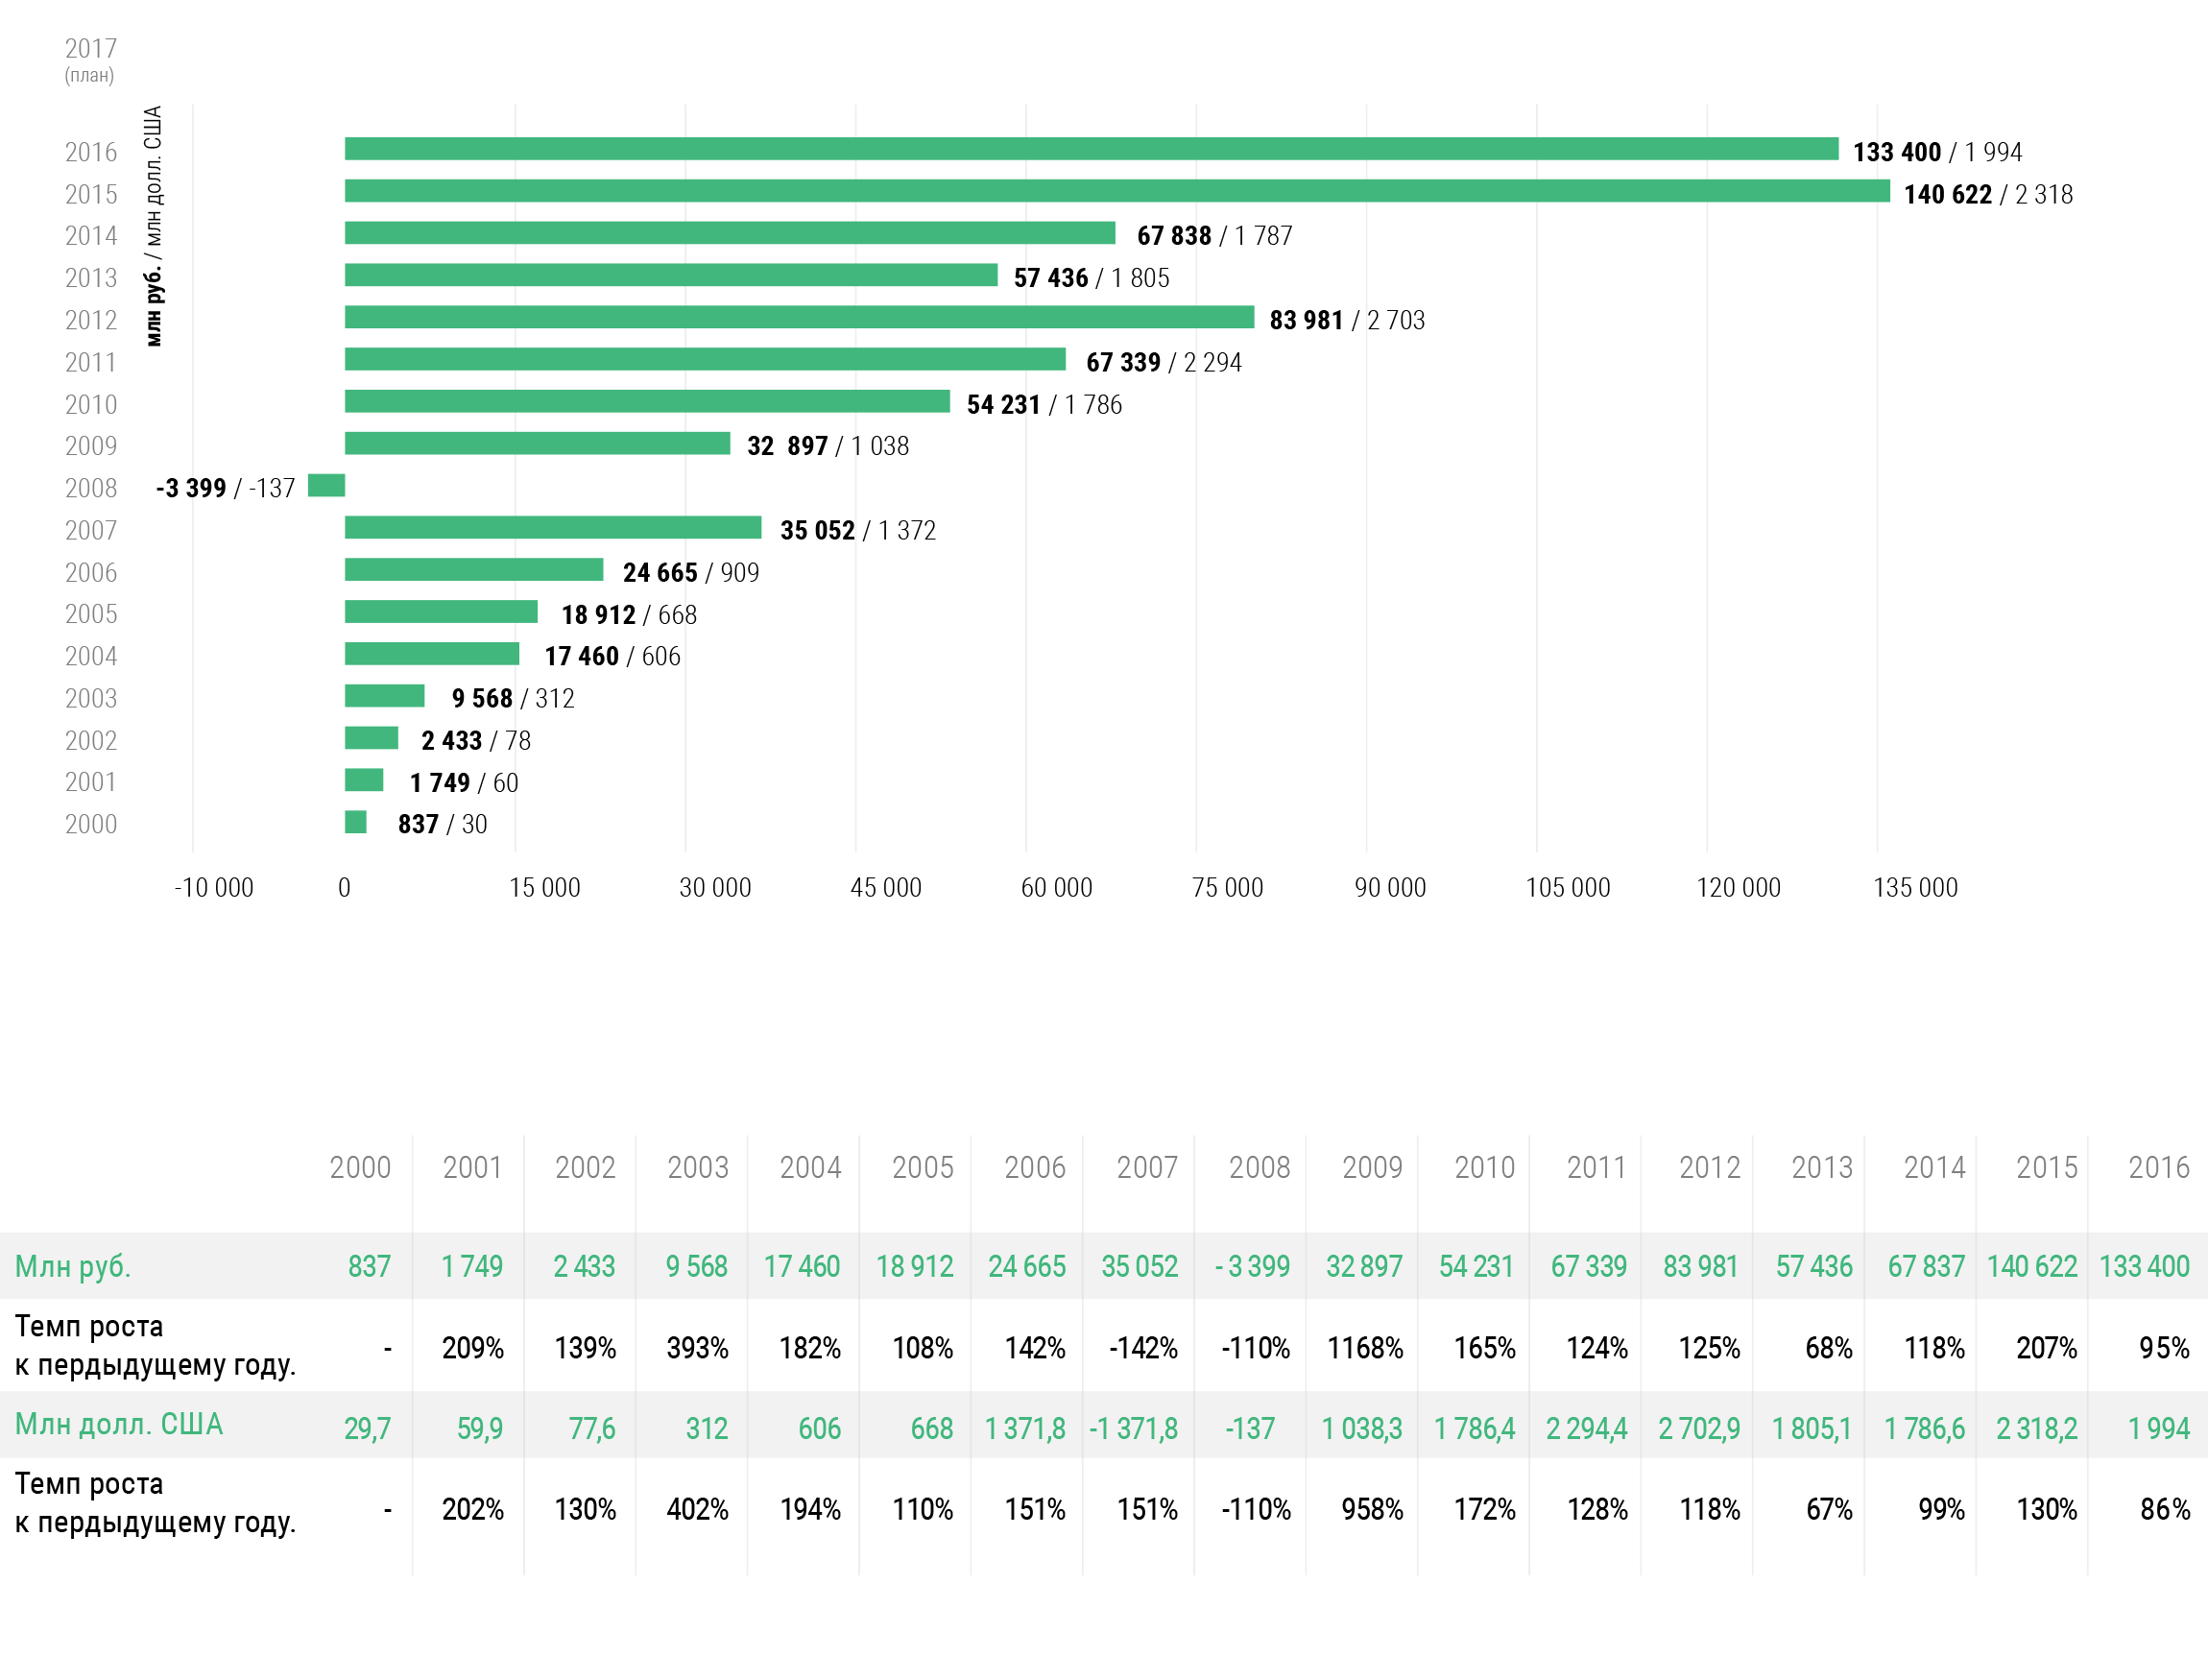 2017
(план)
млн руб. / млн долл. США
2016 133 400 / 1 994
2015 140 622 / 2 318
2014 67 838 / 1 787
2013 57 436 / 1 805
2012 83 981 / 2 703
2011 67 339 / 2 294
2010 54 231 / 1 786
2009 32 897 / 1 038
2008 -3 399 / -137
2007 35 052 / 1 372
2006 24 665 / 909
2005 18 912 / 668
2004 17 460 / 606
2003 9 568 / 312
2002 2 433 / 78
2001 1 749 / 60
2000 837 / 30
-10 000 0 15 000 30 000 45 000 60 000 75 000 90 000 105 000 120 000 135 000
2000 2001 2002 2003 2004 2005 2006 2007 2008 2009 2010 2011 2012 2013 2014 2015 2016
Млн руб. 837 1 749 2 433 9 568 17 460 18 912 24 665 35 052 - 3 399 32 897 54 231 67 339 83 981 57 436 67 837 140 622 133 400
Темп роста
к пердыдущему году. - 209% 139% 393% 182% 108% 142% -142% -110% 1168% 165% 124% 125% 68% 118% 207% 95%
Млн долл. США 29,7 59,9 77,6 312 606 668 1 371,8 -1 371,8 -137 1 038,3 1 786,4 2 294,4 2 702,9 1 805,1 1 786,6 2 318,2 1 994
Темп роста
к пердыдущему году. - 202% 130% 402% 194% 110% 151% 151% -110% 958% 172% 128% 118% 67% 99% 130% 86%